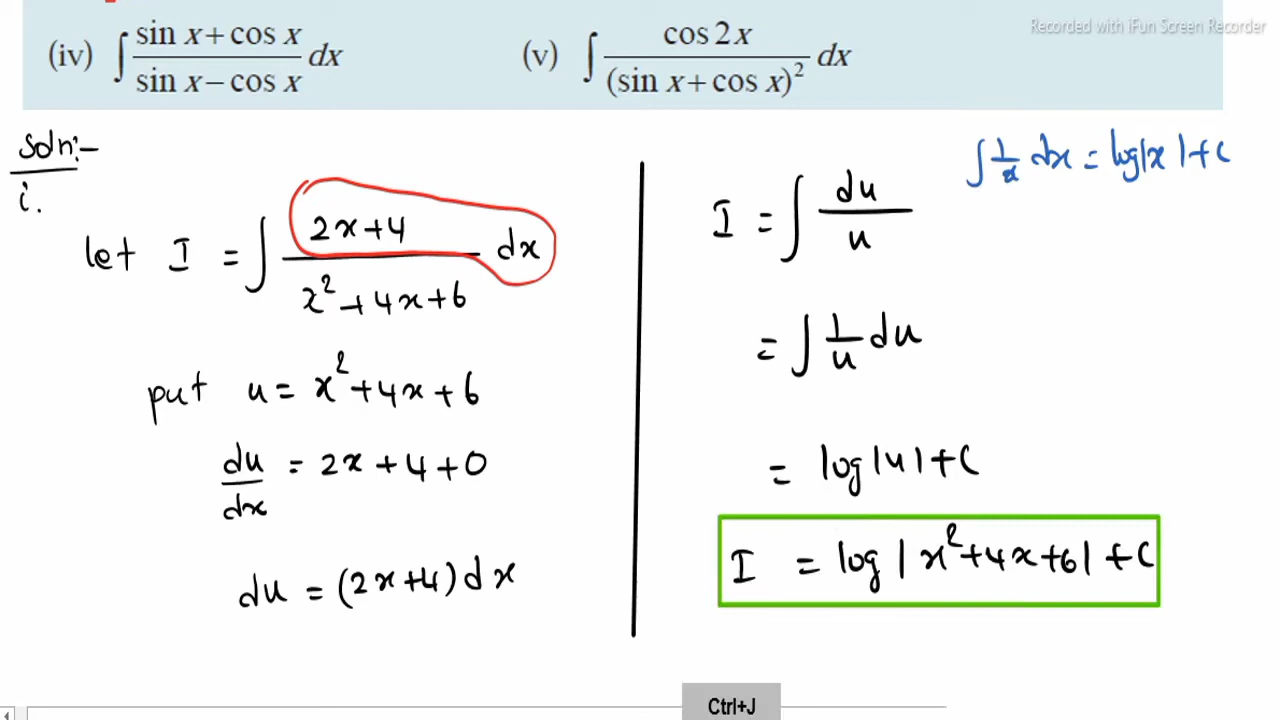 Recorded with iFun Screen Recorder
(iv) ∫ (sin x + cos x)/(sin x − cos x) dx (v) ∫ cos 2x/(sin x + cos x)² dx
Soln:-
i.
let I = ∫ (2x+4)/(x²+4x+6) dx
put u = x²+4x+6
du/dx = 2x+4+0
du = (2x+4)dx
∫ 1/x dx = log|x|+c
I = ∫ du/u
= ∫ 1/u du
= log|u|+c
I = log|x²+4x+6|+c
Ctrl+J